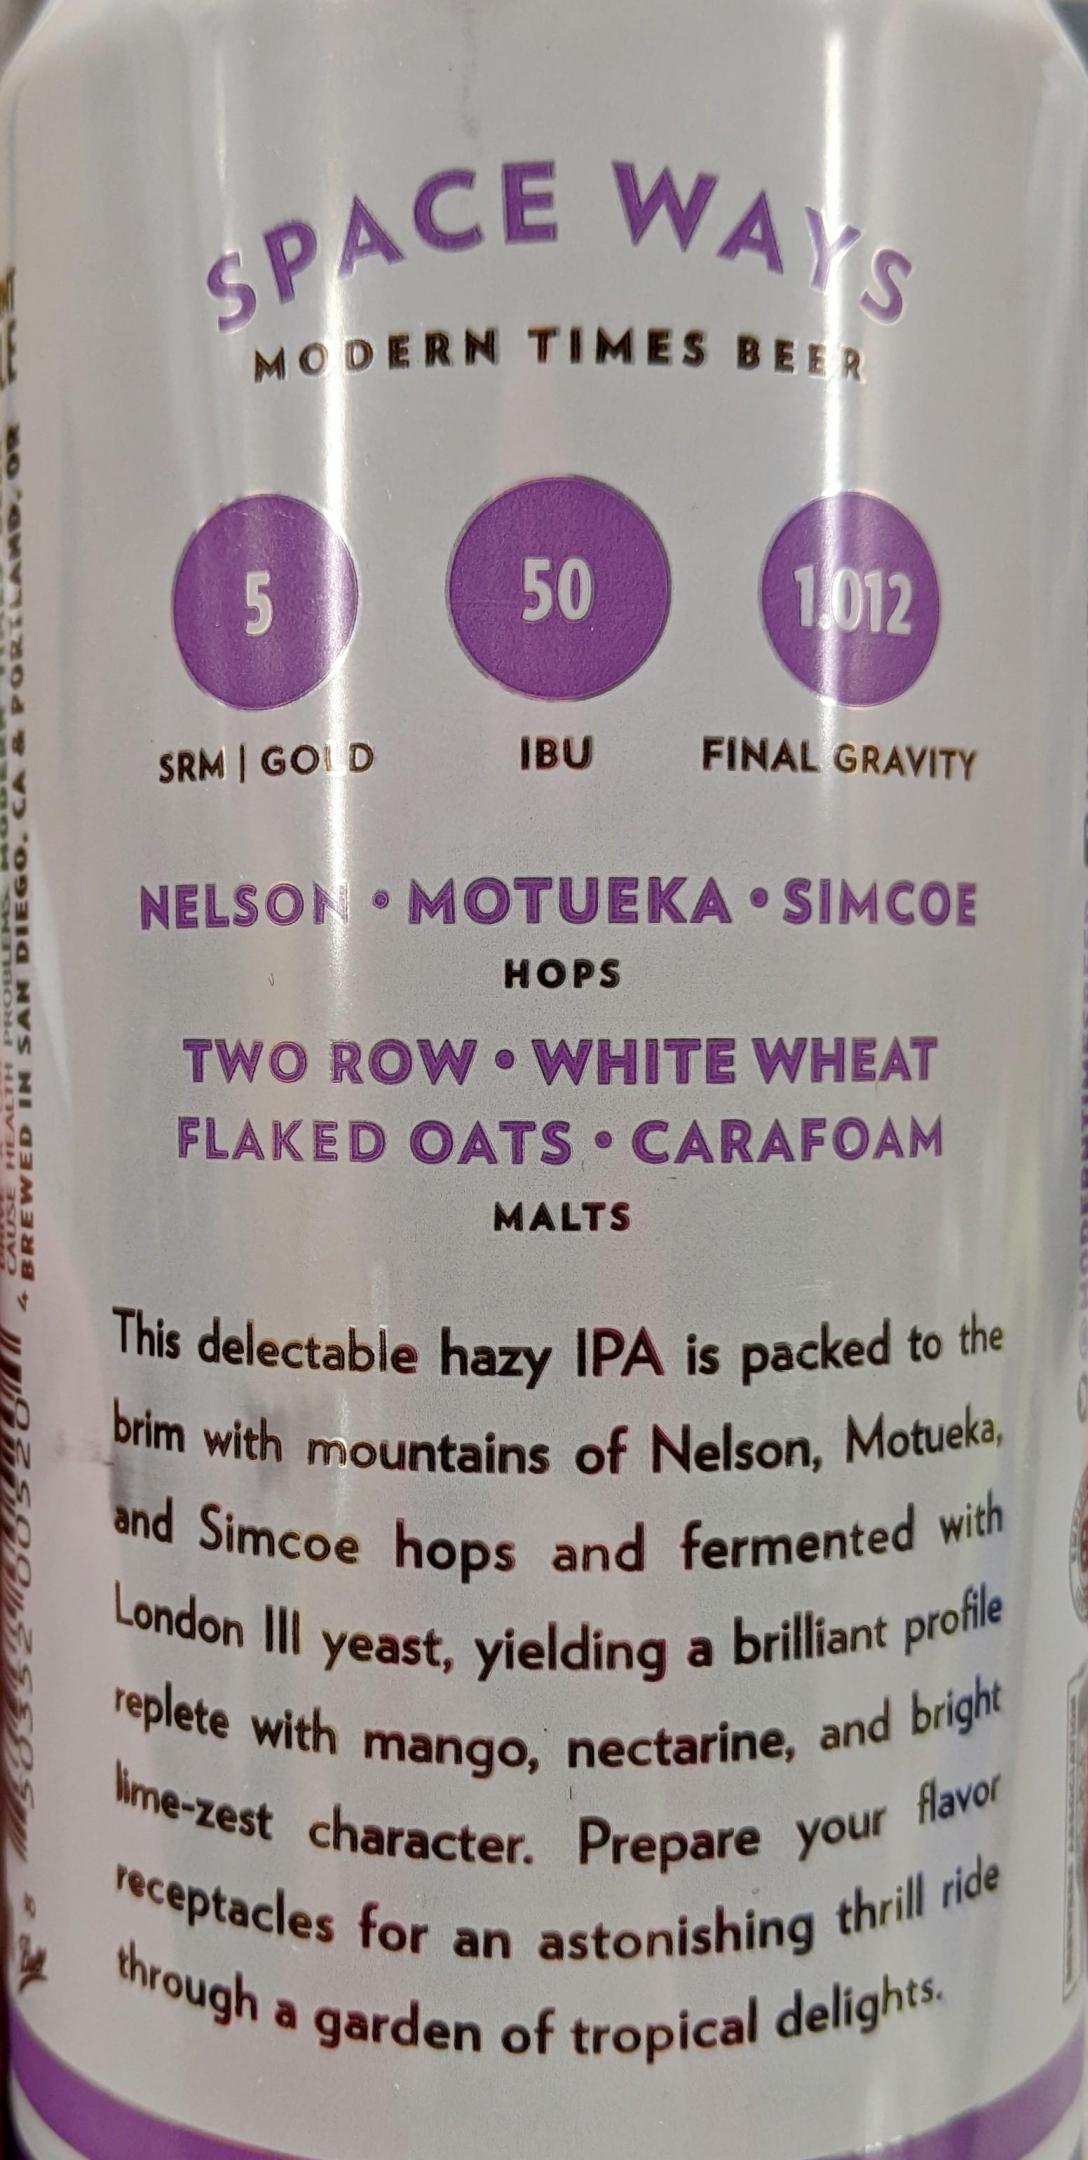 SPACE WAYS
MODERN TIMES BEER
5
50
1.012
SRM | GOLD
IBU
FINAL GRAVITY
NELSON • MOTUEKA • SIMCOE
HOPS
TWO ROW • WHITE WHEAT
FLAKED OATS • CARAFOAM
MALTS
This delectable hazy IPA is packed to the
brim with mountains of Nelson, Motueka,
and Simcoe hops and fermented with
London III yeast, yielding a brilliant profile
replete with mango, nectarine, and bright
lime-zest character. Prepare your flavor
receptacles for an astonishing thrill ride
through a garden of tropical delights.
CAUSE HEALTH PROBLEMS.
BREWED IN SAN DIEGO, CA & PORTLAND, OR